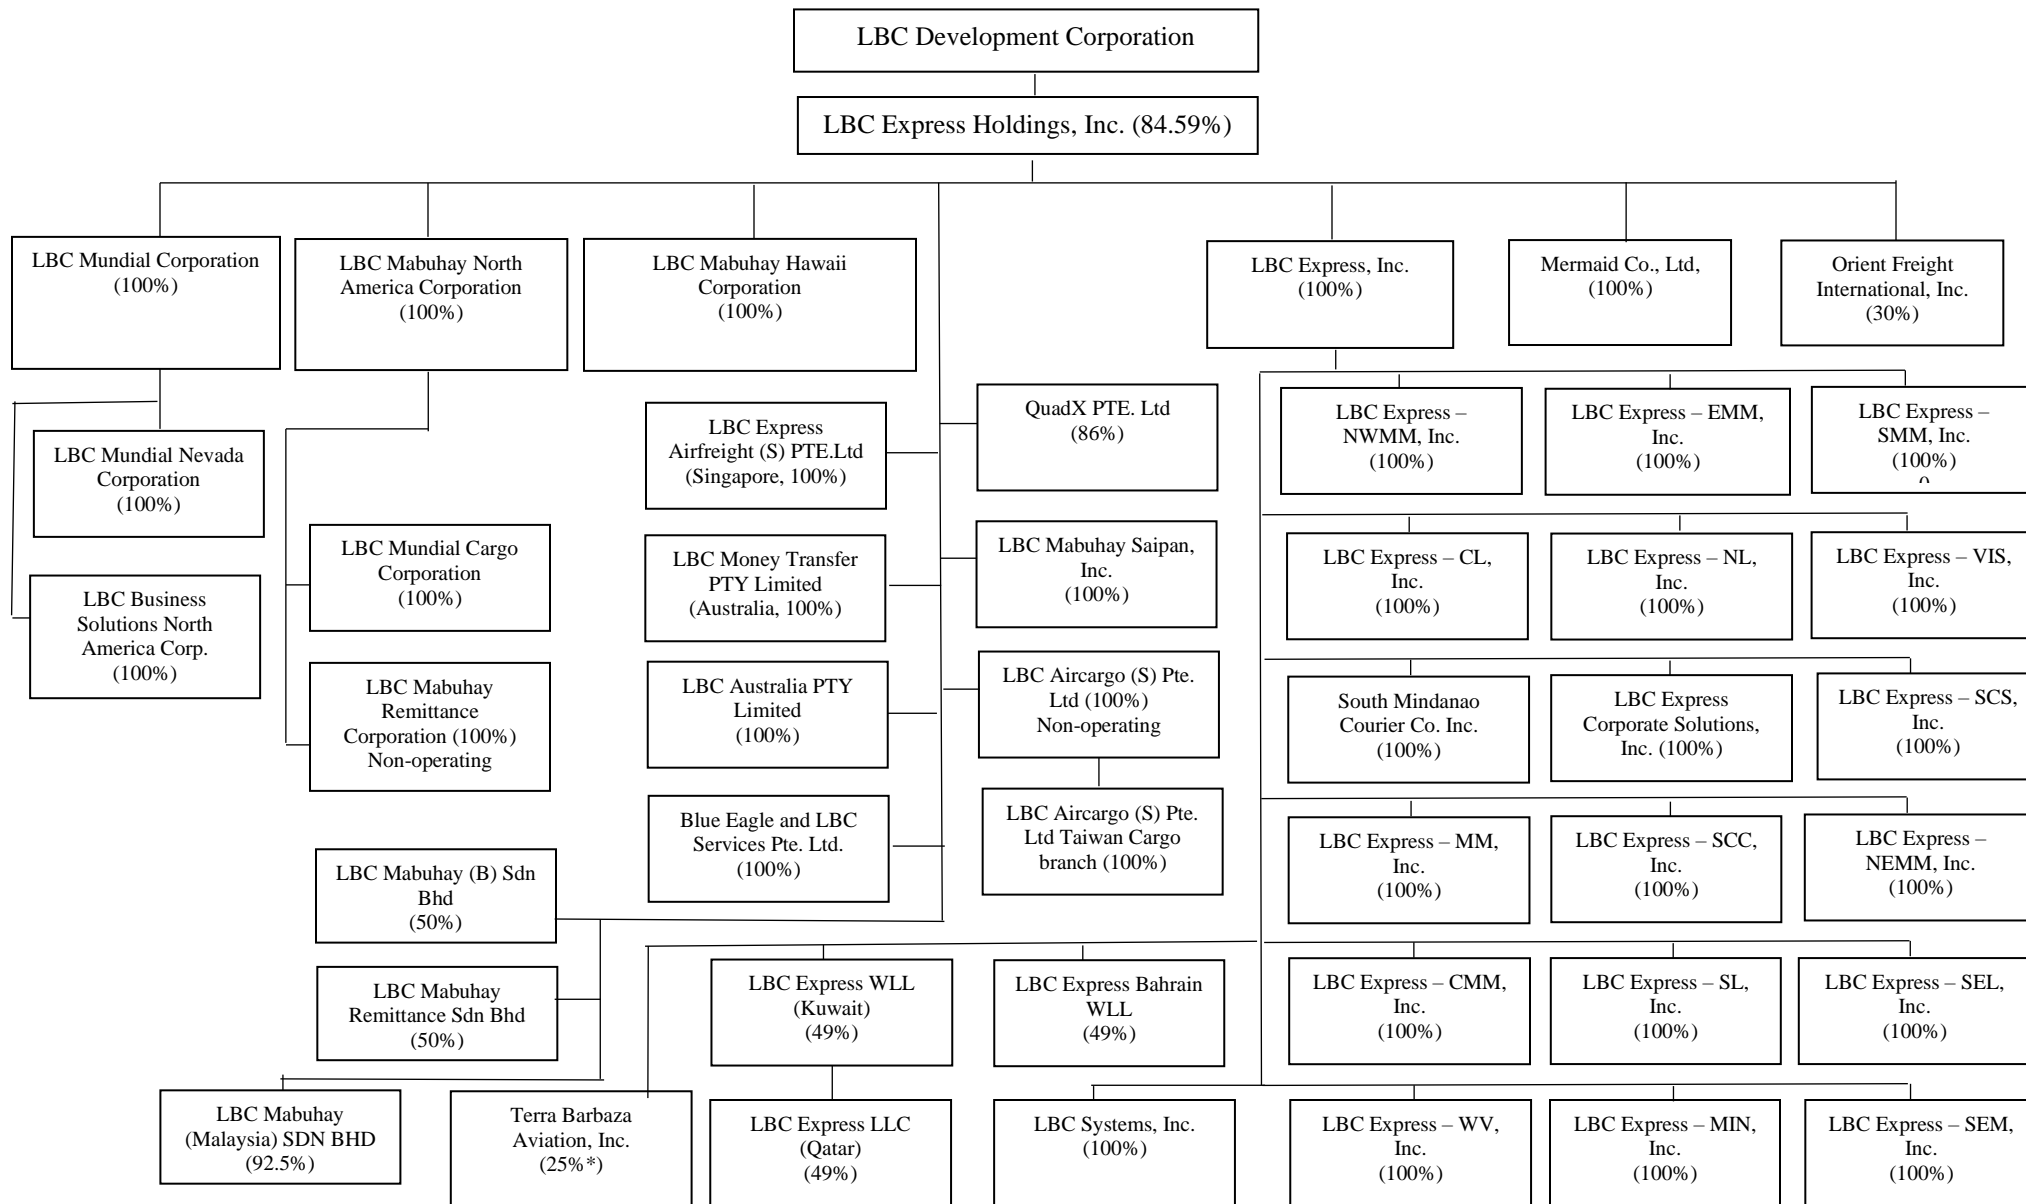 LBC Development Corporation
LBC Express Holdings, Inc. (84.59%)
LBC Mundial Corporation
(100%)
LBC Mabuhay North
America Corporation
(100%)
LBC Mabuhay Hawaii
Corporation
(100%)
LBC Express, Inc.
(100%)
Mermaid Co., Ltd,
(100%)
Orient Freight
International, Inc.
(30%)
LBC Mundial Nevada
Corporation
(100%)
LBC Business
Solutions North
America Corp.
(100%)
LBC Mundial Cargo
Corporation
(100%)
LBC Mabuhay
Remittance
Corporation (100%)
Non-operating
LBC Express
Airfreight (S) PTE.Ltd
(Singapore, 100%)
QuadX PTE. Ltd
(86%)
LBC Money Transfer
PTY Limited
(Australia, 100%)
LBC Mabuhay Saipan,
Inc.
(100%)
LBC Australia PTY
Limited
(100%)
LBC Aircargo (S) Pte.
Ltd (100%)
Non-operating
Blue Eagle and LBC
Services Pte. Ltd.
(100%)
LBC Aircargo (S) Pte.
Ltd Taiwan Cargo
branch (100%)
LBC Mabuhay (B) Sdn
Bhd
(50%)
LBC Mabuhay
Remittance Sdn Bhd
(50%)
LBC Mabuhay
(Malaysia) SDN BHD
(92.5%)
Terra Barbaza
Aviation, Inc.
(25%*)
LBC Express WLL
(Kuwait)
(49%)
LBC Express Bahrain
WLL
(49%)
LBC Express LLC
(Qatar)
(49%)
LBC Systems, Inc.
(100%)
LBC Express –
NWMM, Inc.
(100%)
LBC Express – EMM,
Inc.
(100%)
LBC Express –
SMM, Inc.
(100%)
LBC Express – CL,
Inc.
(100%)
LBC Express – NL,
Inc.
(100%)
LBC Express – VIS,
Inc.
(100%)
South Mindanao
Courier Co. Inc.
(100%)
LBC Express
Corporate Solutions,
Inc. (100%)
LBC Express – SCS,
Inc.
(100%)
LBC Express – MM,
Inc.
(100%)
LBC Express – SCC,
Inc.
(100%)
LBC Express –
NEMM, Inc.
(100%)
LBC Express – CMM,
Inc.
(100%)
LBC Express – SL,
Inc.
(100%)
LBC Express – SEL,
Inc.
(100%)
LBC Express – WV,
Inc.
(100%)
LBC Express – MIN,
Inc.
(100%)
LBC Express – SEM,
Inc.
(100%)